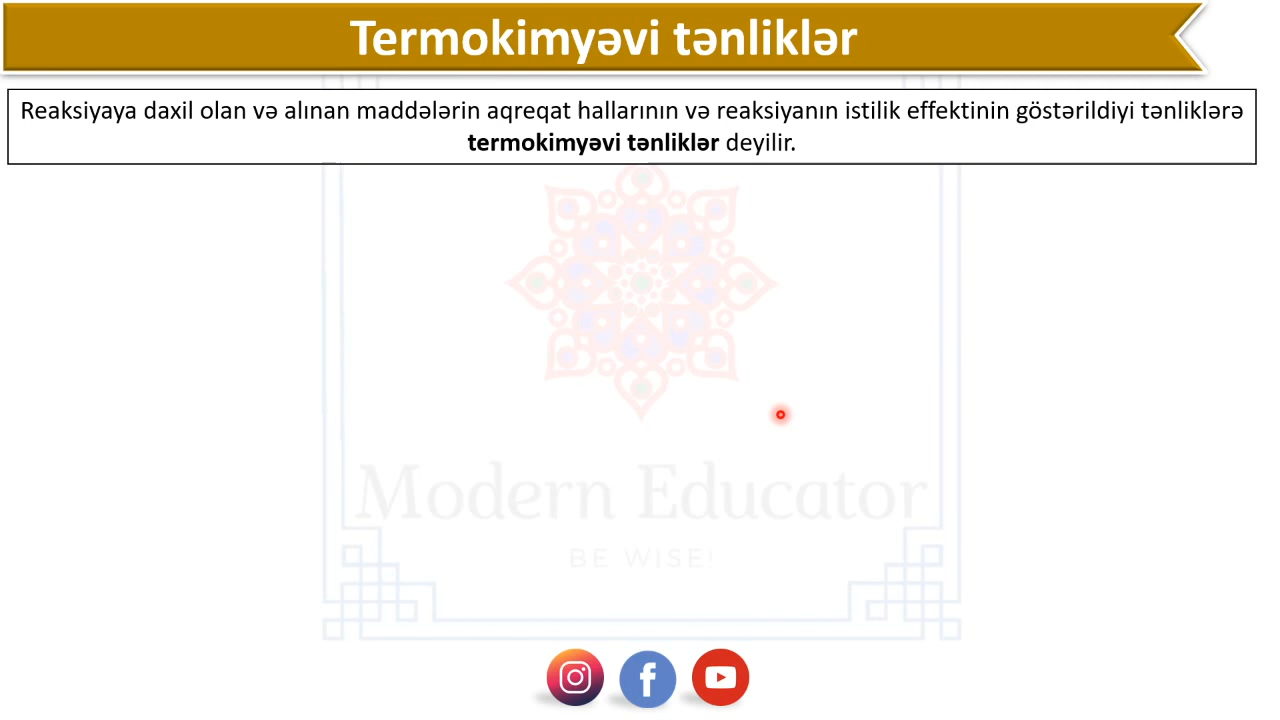 Termokimyəvi tənliklər
Reaksiyaya daxil olan və alınan maddələrin aqreqat hallarının və reaksiyanın istilik effektinin göstərildiyi tənliklərə
termokimyəvi tənliklər deyilir.
Modern Educator
BE WISE!